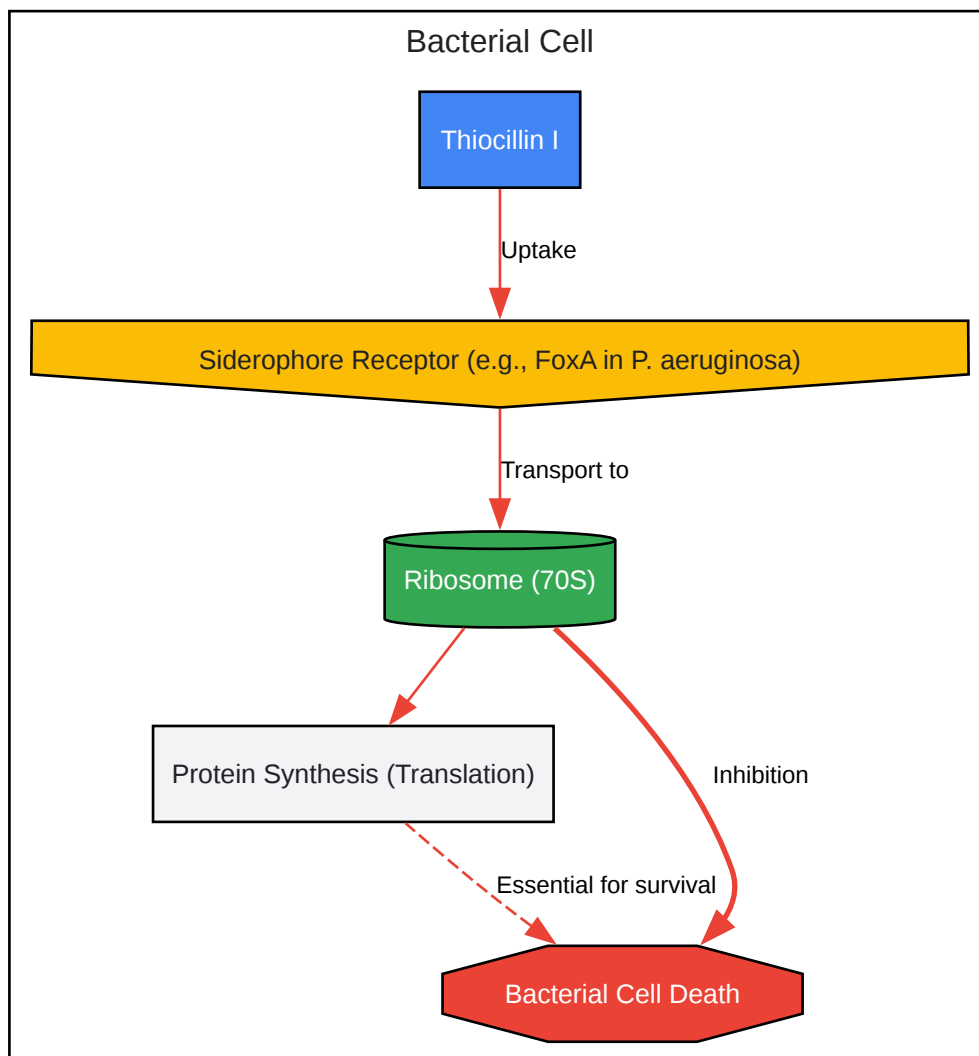 Bacterial Cell
Thiocillin I
Uptake
Siderophore Receptor (e.g., FoxA in P. aeruginosa)
Transport to
Ribosome (70S)
Protein Synthesis (Translation)
Inhibition
Essential for survival
Bacterial Cell Death